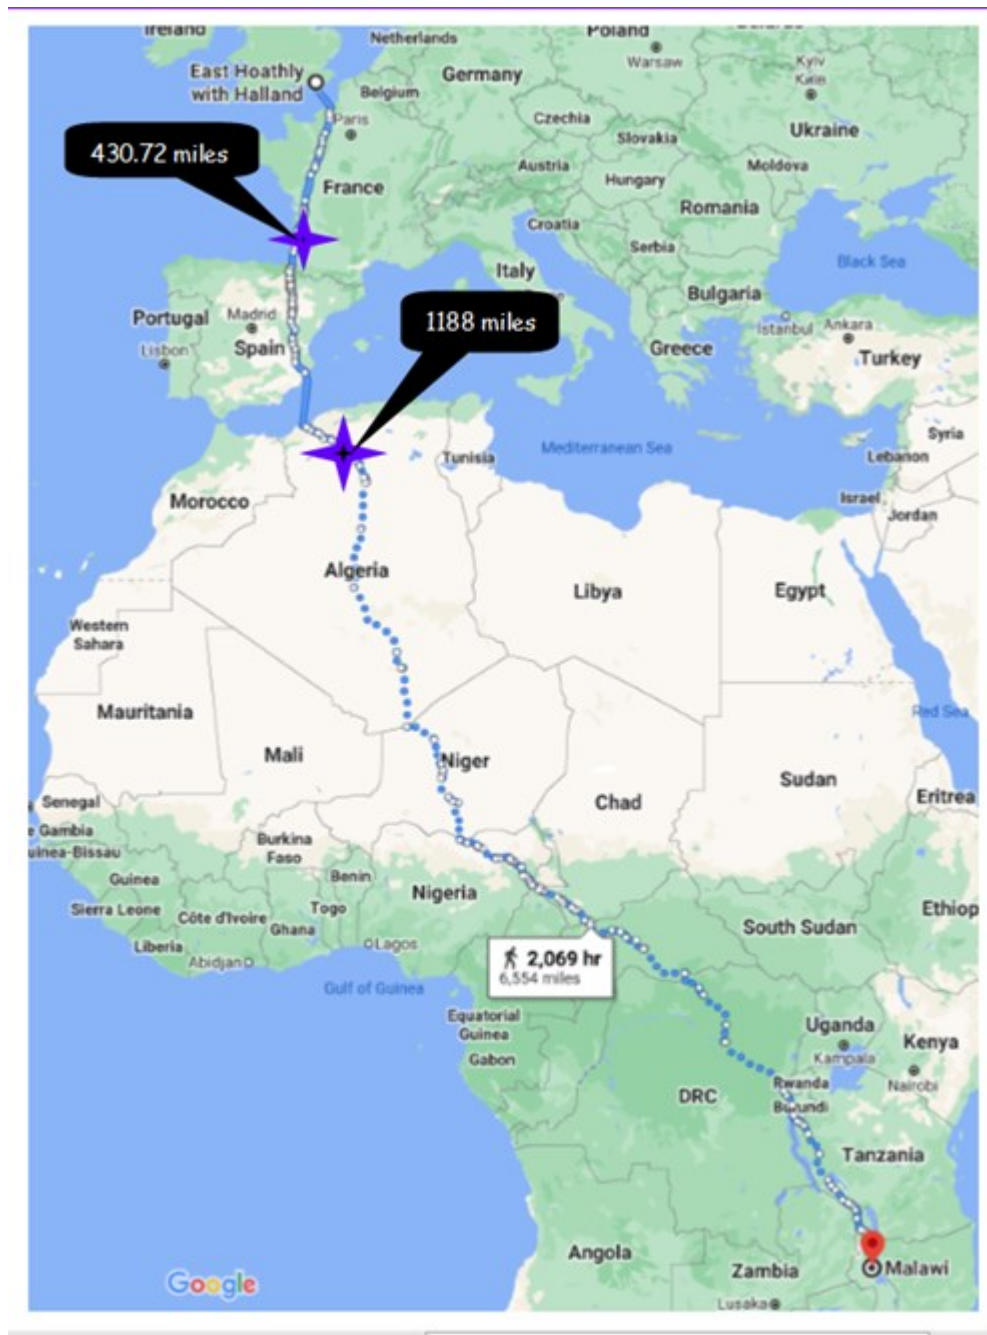 Ireland
Netherlands
Poland
Warsaw
East Hoathly
with Halland
Germany
Kyiv
Київ
Belgium
Paris
Czechia
Ukraine
Slovakia
430.72 miles
Austria
Moldova
France
Hungary
Romania
Croatia
Serbia
Black Sea
Italy
Bulgaria
Portugal
Madrid
1188 miles
Istanbul
Ankara
Lisbon
Spain
Greece
Turkey
Syria
Mediterranean Sea
Tunisia
Lebanon
Morocco
Israel
Jordan
Algeria
Libya
Egypt
Western
Sahara
Mauritania
Red Sea
Mali
Niger
Sudan
Senegal
Chad
Eritrea
e Gambia
uinea-Bissau
Burkina
Faso
Guinea
Benin
Nigeria
Sierra Leone
Côte d'Ivoire
Togo
Ghana
Ethiop
South Sudan
Liberia
Lagos
Abidjan
2,069 hr
6,554 miles
Gulf of Guinea
Equatorial
Guinea
Uganda
Kenya
Gabon
Kampala
Nairobi
Rwanda
DRC
Burundi
Tanzania
Angola
Malawi
Zambia
Google
Lusaka